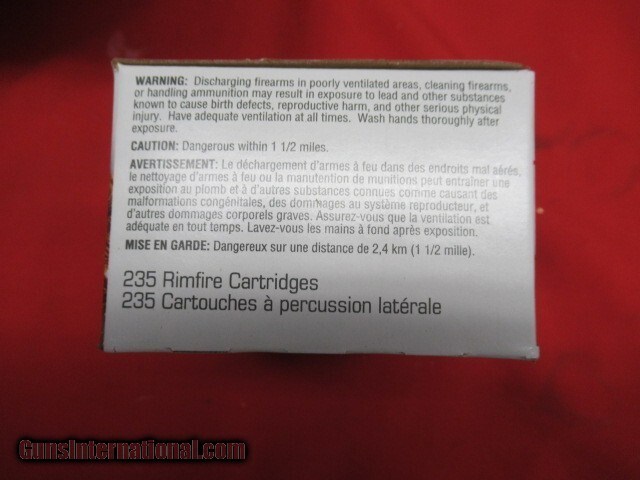 WARNING: Discharging firearms in poorly ventilated areas, cleaning firearms,
or handling ammunition may result in exposure to lead and other substances
known to cause birth defects, reproductive harm, and other serious physical
injury. Have adequate ventilation at all times. Wash hands thoroughly after
exposure.
CAUTION: Dangerous within 1 1/2 miles.
AVERTISSEMENT: Le déchargement d'armes à feu dans des endroits mal aérés,
le nettoyage d'armes à feu ou la manutention de munitions peut entraîner une
exposition au plomb et à d'autres substances connues comme causant des
malformations congénitales, des dommages au système reproducteur, et
d'autres dommages corporels graves. Assurez-vous que la ventilation est
adéquate en tout temps. Lavez-vous les mains à fond après exposition.
MISE EN GARDE: Dangereux sur une distance de 2,4 km (1 1/2 mille).
235 Rimfire Cartridges
235 Cartouches à percussion latérale
GunsInternational.com